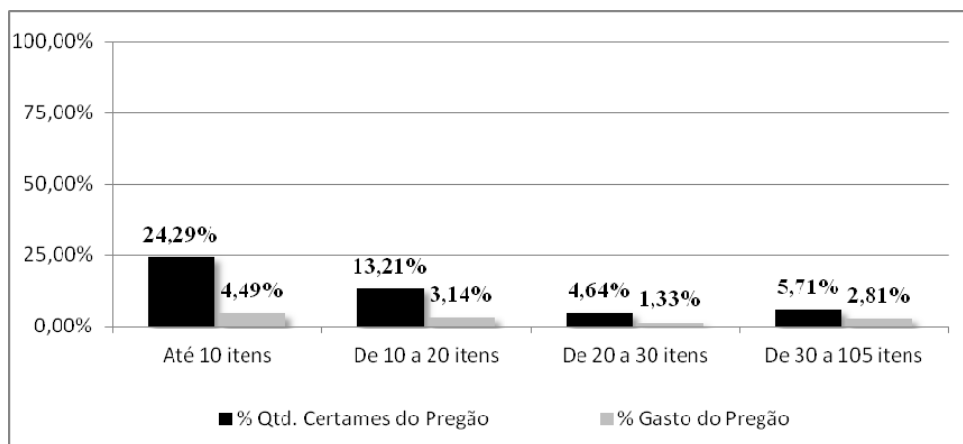 100,00%
75,00%
50,00%
25,00%
0,00%
24,29%
4,49%
13,21%
3,14%
4,64%
1,33%
5,71%
2,81%
Até 10 itens
De 10 a 20 itens
De 20 a 30 itens
De 30 a 105 itens
% Qtd. Certames do Pregão
% Gasto do Pregão